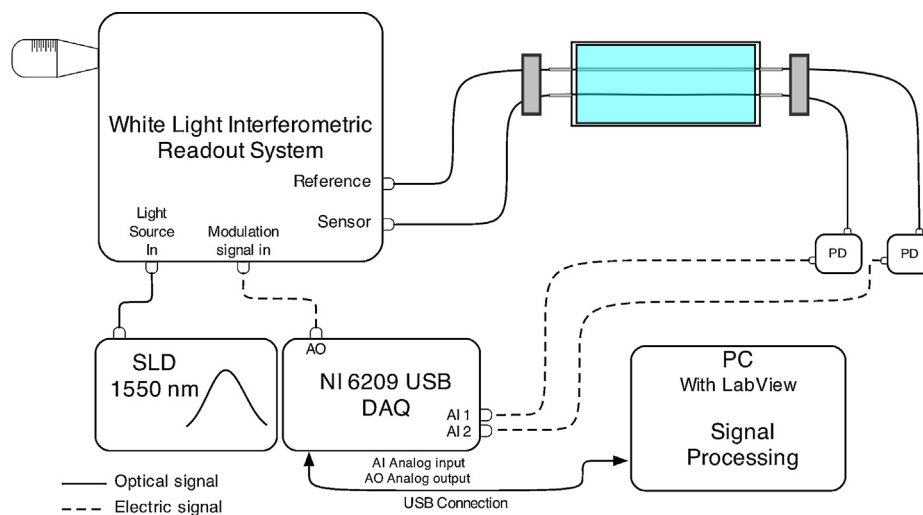 White Light Interferometric
Readout System
Reference
Sensor
Light
Source
In
Modulation
signal in
PD
PD
SLD
1550 nm
AO
NI 6209 USB
DAQ
AI 1
AI 2
PC
With LabView
Signal
Processing
AI Analog input
AO Analog output
USB Connection
Optical signal
Electric signal